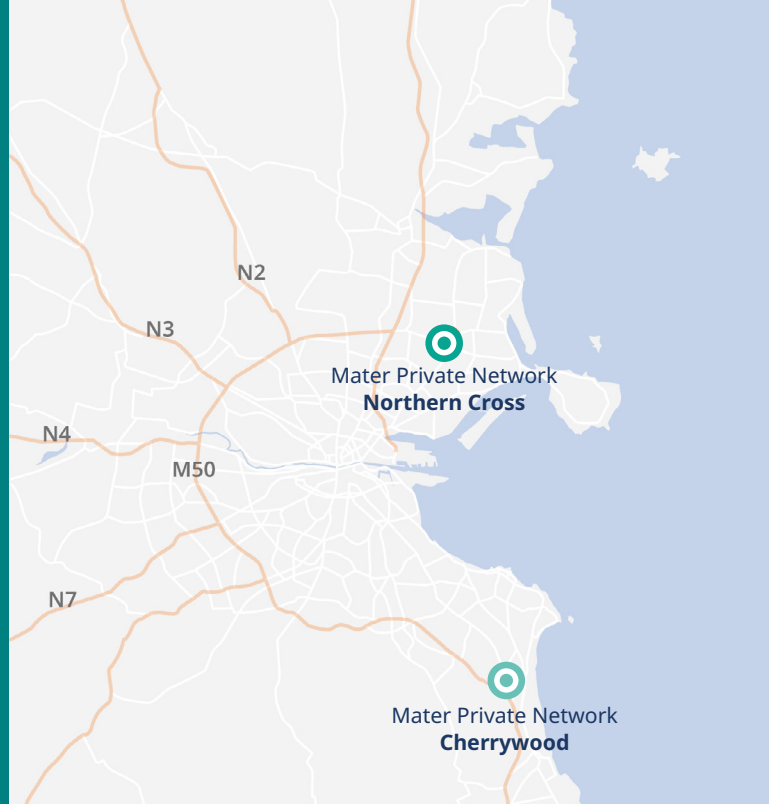 N2
N3
Mater Private Network
Northern Cross
N4
M50
N7
Mater Private Network
Cherrywood